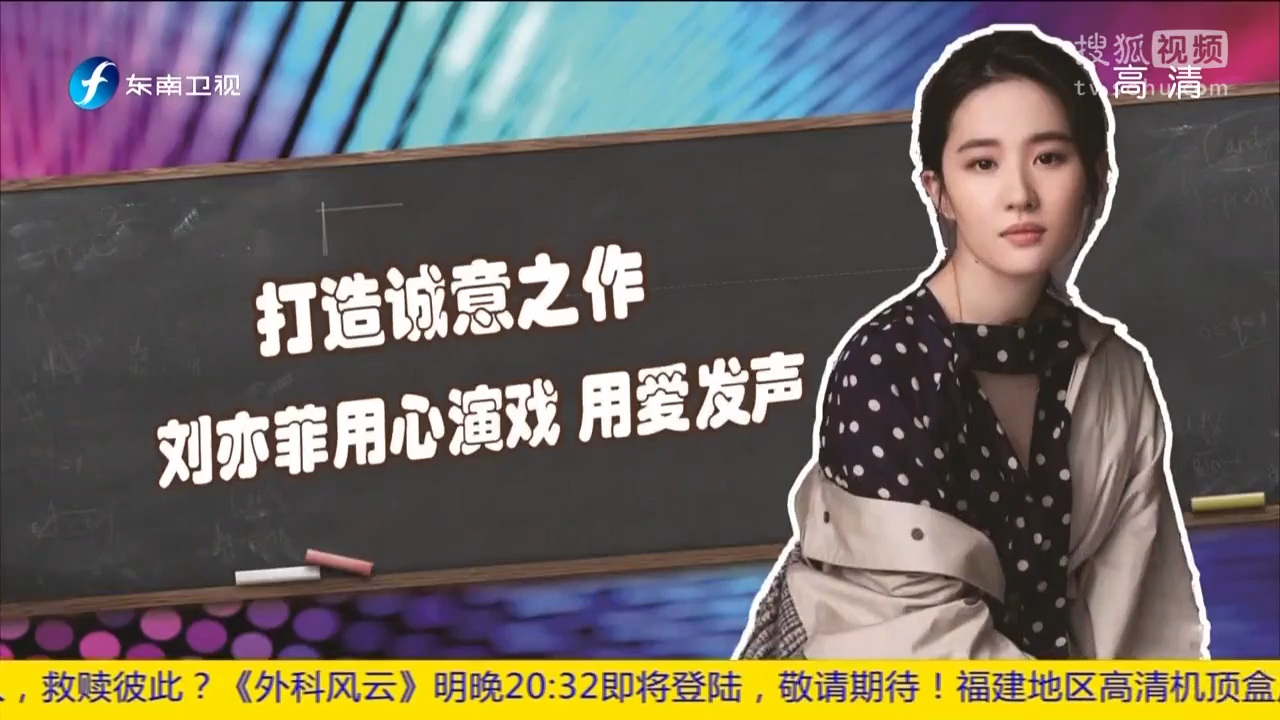 搜狐视频
东南卫视
高清
打造诚意之作
刘亦菲用心演戏 用爱发声
，救赎彼此？《外科风云》明晚20:32即将登陆，敬请期待！福建地区高清机顶盒